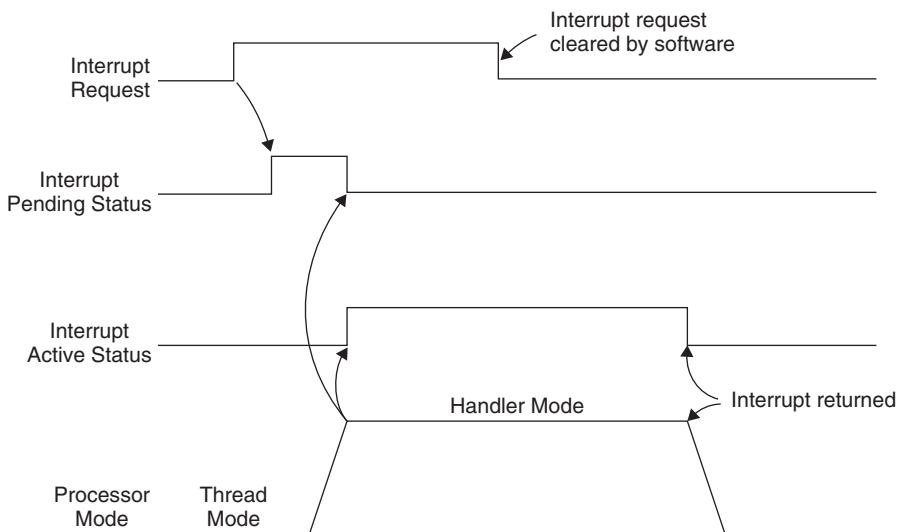 Interrupt request
cleared by software
Interrupt
Request
Interrupt
Pending Status
Interrupt
Active Status
Handler Mode
Interrupt returned
Processor
Mode
Thread
Mode